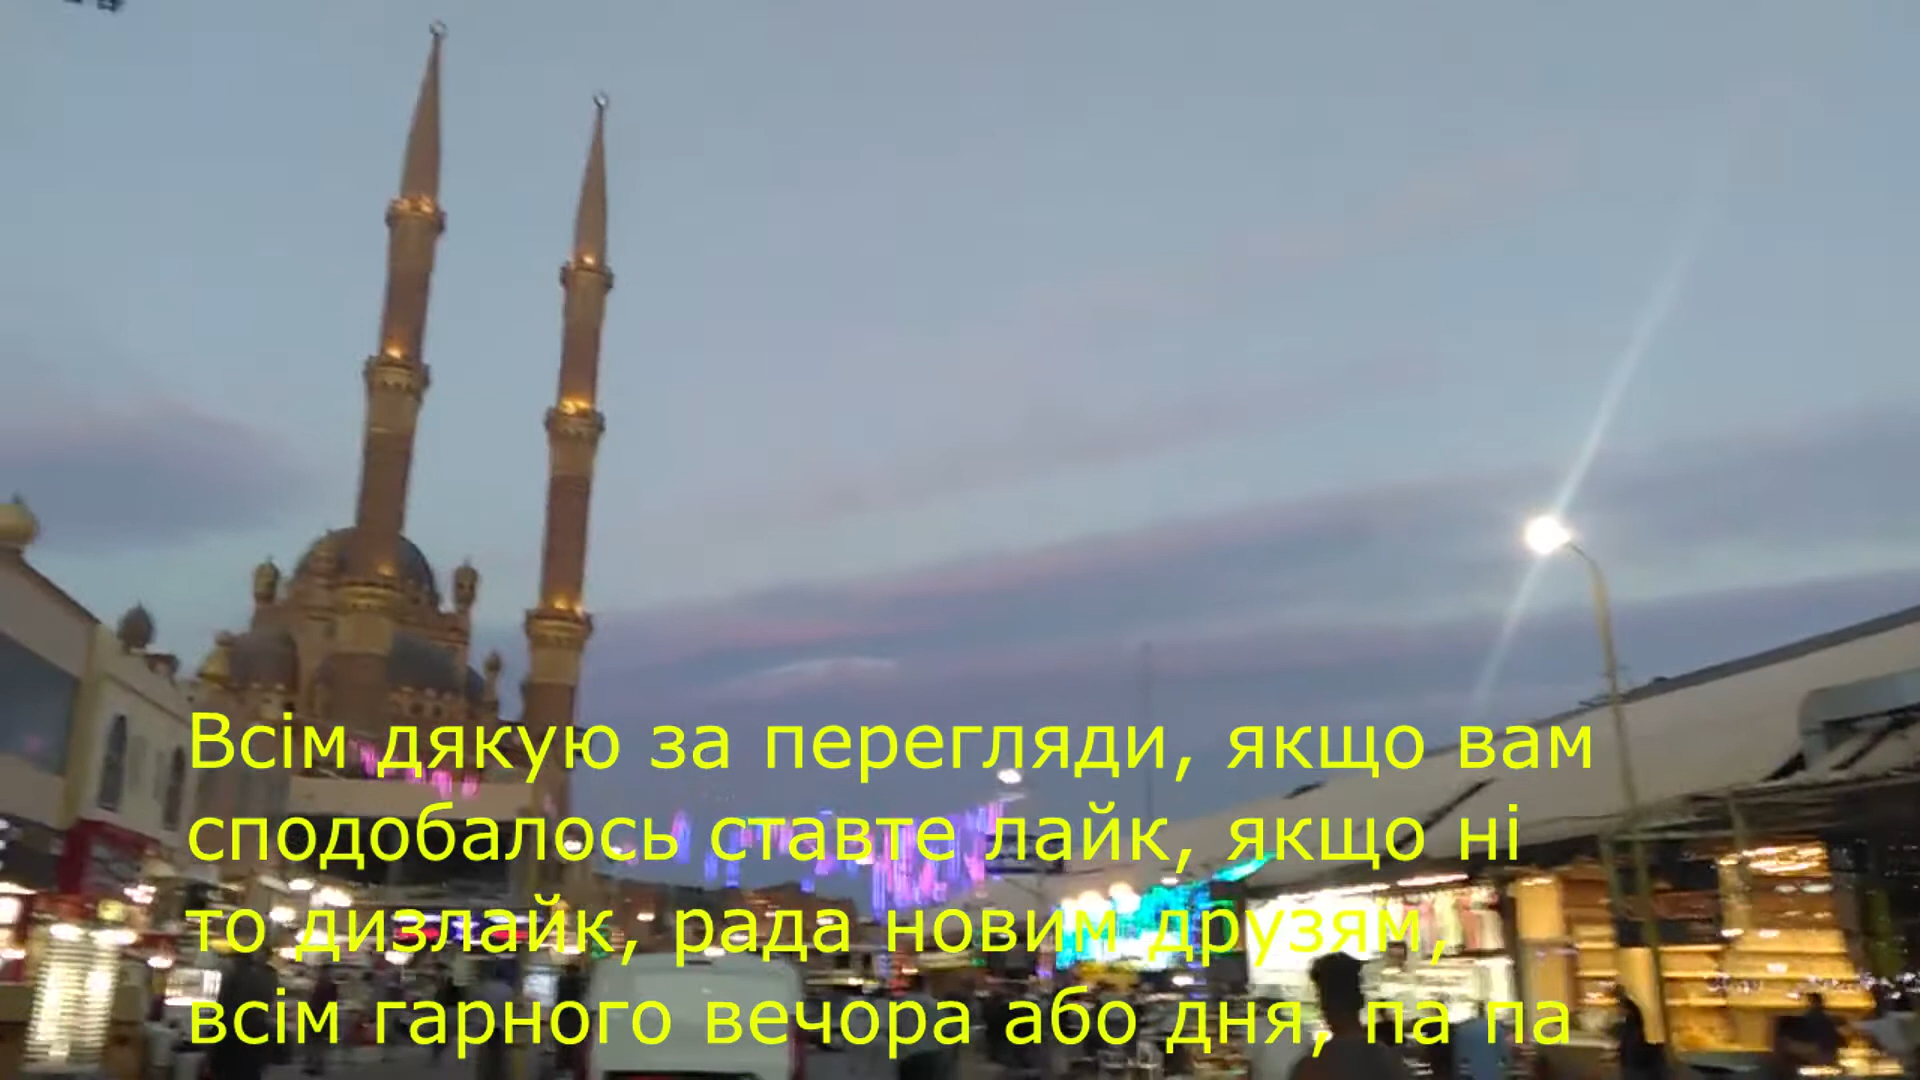 Всім дякую за перегляди, якщо вам
сподобалось ставте лайк, якщо ні
то дизлайк, рада новим друзям,
всім гарного вечора або дня, па па